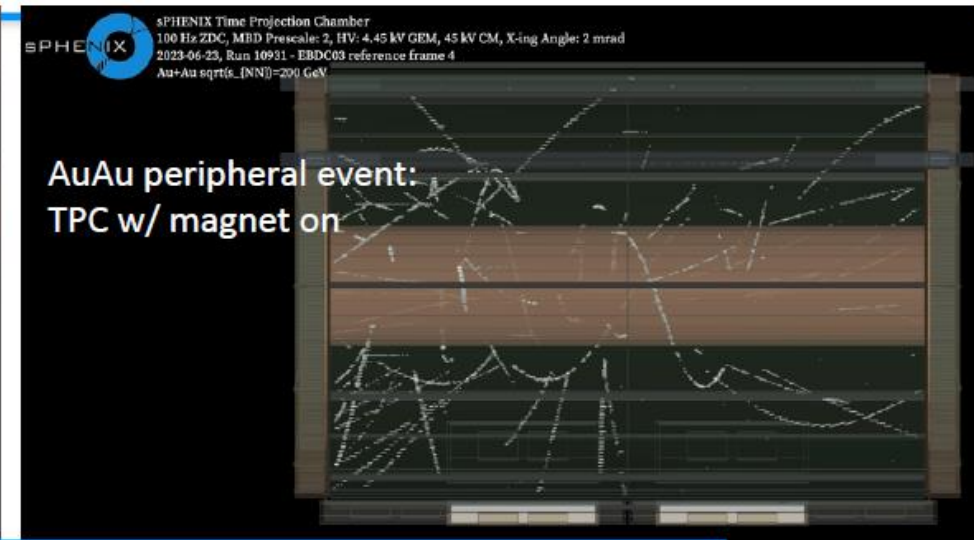 sPHENIX Time Projection Chamber
100 Hz ZDC, MBD Prescale: 2, HV: 4.45 kV GEM, 45 kV CM, X-ing Angle: 2 mrad
2023-06-23, Run 10931 - EBDC03 reference frame 4
Au+Au sqrt(s_{NN})=200 GeV
SPHENIX
AuAu peripheral event:
TPC w/ magnet on